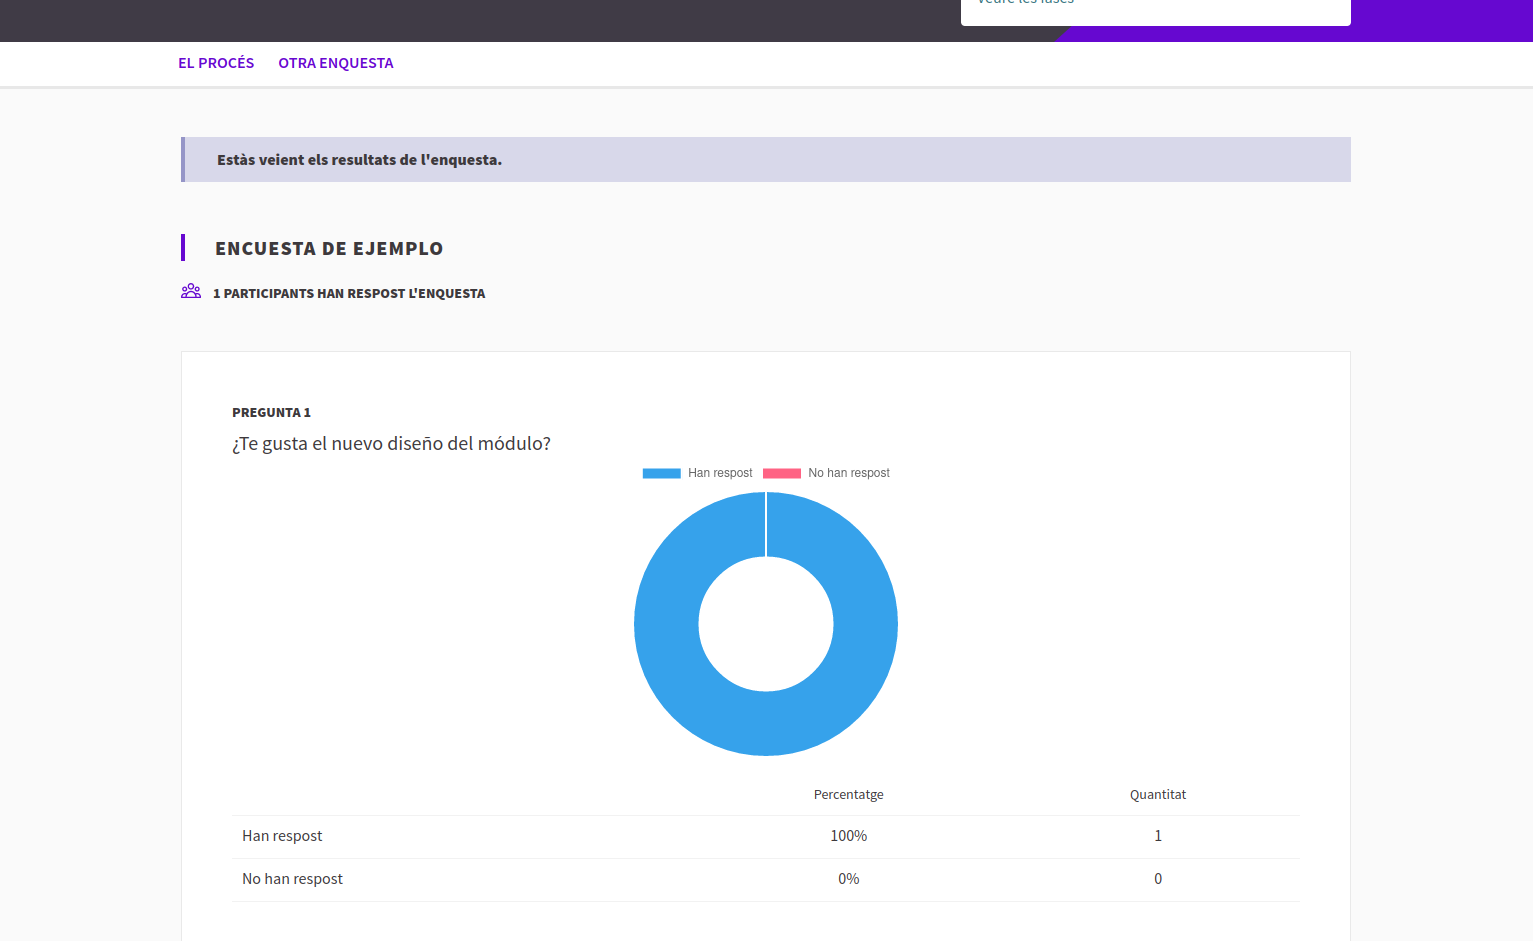 EL PROCÉS OTRA ENQUESTA
Estàs veient els resultats de l'enquesta.
ENCUESTA DE EJEMPLO
1 PARTICIPANTS HAN RESPOST L'ENQUESTA
PREGUNTA 1
¿Te gusta el nuevo diseño del módulo?
Han respost No han respost
Percentatge Quantitat
Han respost 100% 1
No han respost 0% 0